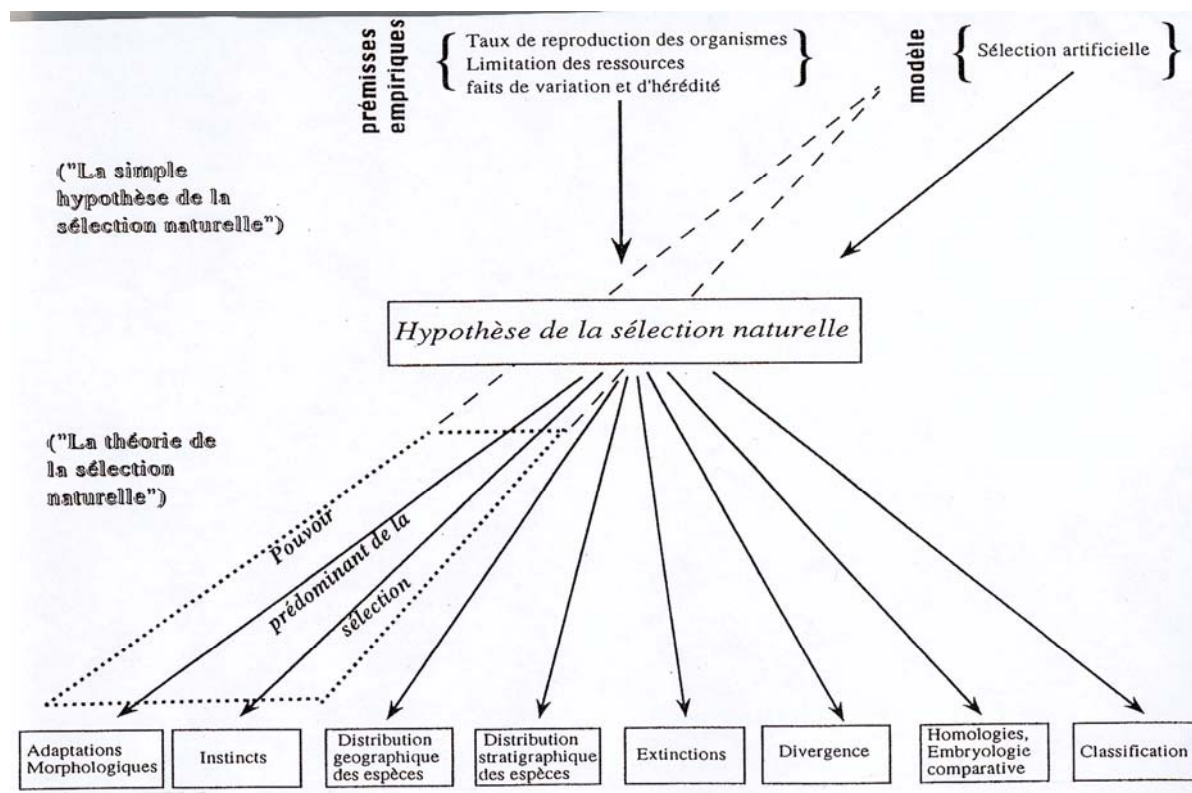 prémisses
empiriques
Taux de reproduction des organismes
Limitation des ressources
faits de variation et d'hérédité
modèle
Sélection artificielle
("La simple
hypothèse de la
sélection naturelle")
Hypothèse de la sélection naturelle
("La théorie de
la sélection
naturelle")
Pouvoir
prédominant de la
sélection
Adaptations
Morphologiques
Instincts
Distribution
geographique
des espèces
Distribution
stratigraphique
des espèces
Extinctions
Divergence
Homologies,
Embryologie
comparative
Classification